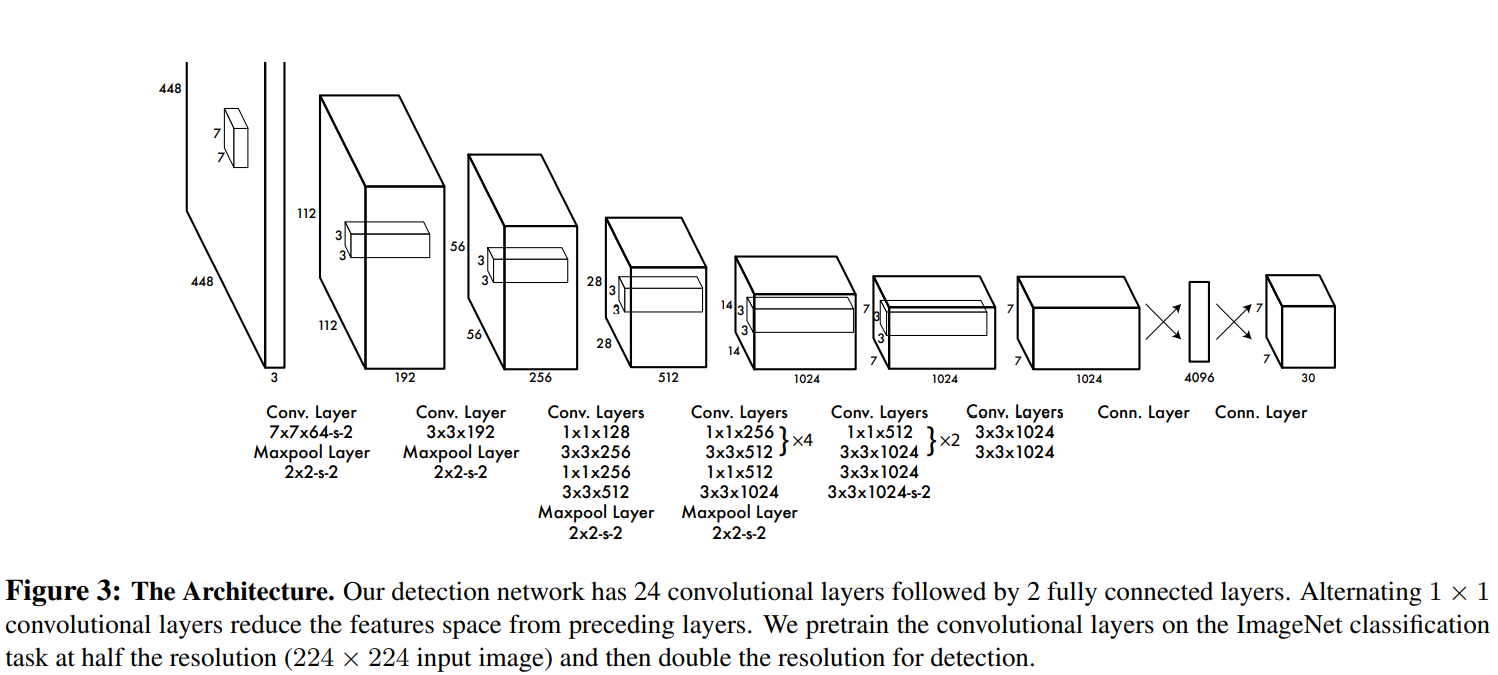 448
7
7
448
3
112
3
3
112
192
56
3
3
56
256
28
3
3
28
512
14
3
3
14
1024
7
3
3
7
1024
7
7
1024
4096
7
7
30
Conv. Layer
7x7x64-s-2
Maxpool Layer
2x2-s-2
Conv. Layer
3x3x192
Maxpool Layer
2x2-s-2
Conv. Layers
1x1x128
3x3x256
1x1x256
3x3x512
Maxpool Layer
2x2-s-2
Conv. Layers
1x1x256
3x3x512
}×4
1x1x512
3x3x1024
Maxpool Layer
2x2-s-2
Conv. Layers
1x1x512
3x3x1024
}×2
3x3x1024
3x3x1024-s-2
Conv. Layers
3x3x1024
3x3x1024
Conn. Layer
Conn. Layer
Figure 3: The Architecture. Our detection network has 24 convolutional layers followed by 2 fully connected layers. Alternating 1 × 1
convolutional layers reduce the features space from preceding layers. We pretrain the convolutional layers on the ImageNet classification
task at half the resolution (224 × 224 input image) and then double the resolution for detection.